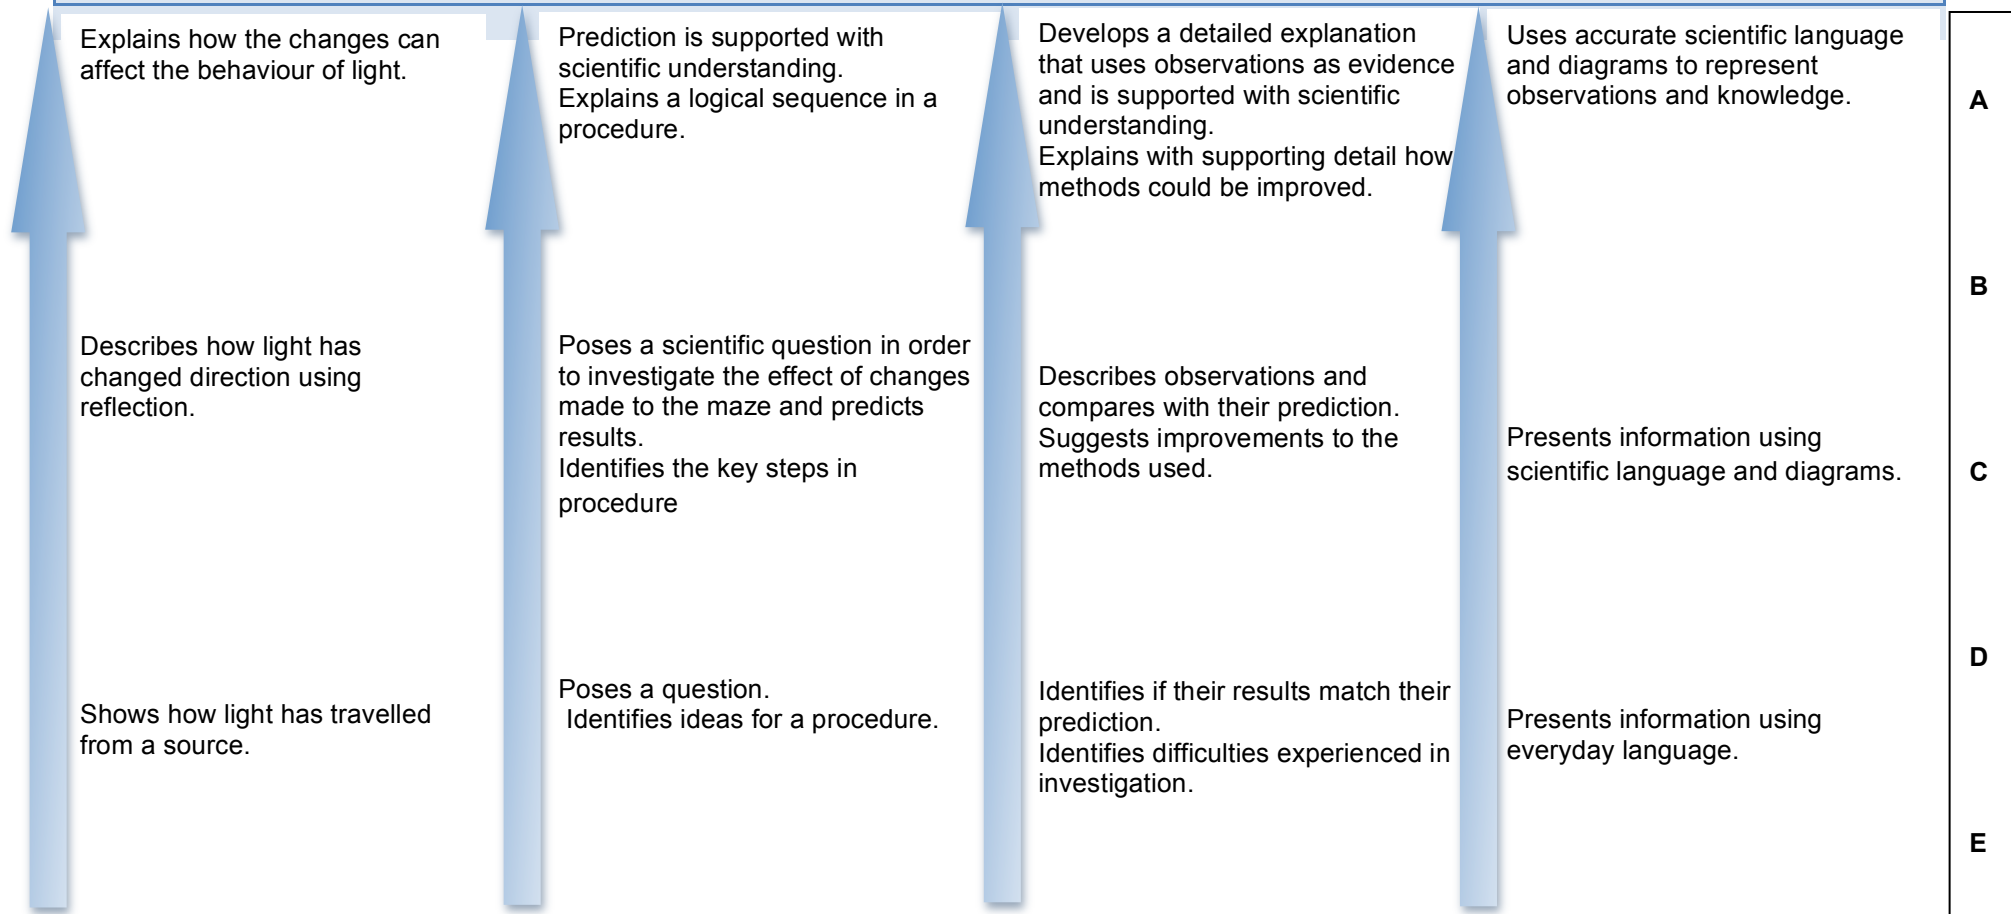 Explains how the changes can
affect the behaviour of light.
Describes how light has
changed direction using
reflection.
Shows how light has travelled
from a source.
Prediction is supported with
scientific understanding.
Explains a logical sequence in a
procedure.
Poses a scientific question in order
to investigate the effect of changes
made to the maze and predicts
results.
Identifies the key steps in
procedure
Poses a question.
Identifies ideas for a procedure.
Develops a detailed explanation
that uses observations as evidence
and is supported with scientific
understanding.
Explains with supporting detail how
methods could be improved.
Describes observations and
compares with their prediction.
Suggests improvements to the
methods used.
Identifies if their results match their
prediction.
Identifies difficulties experienced in
investigation.
Uses accurate scientific language
and diagrams to represent
observations and knowledge.
Presents information using
scientific language and diagrams.
Presents information using
everyday language.
A
B
C
D
E